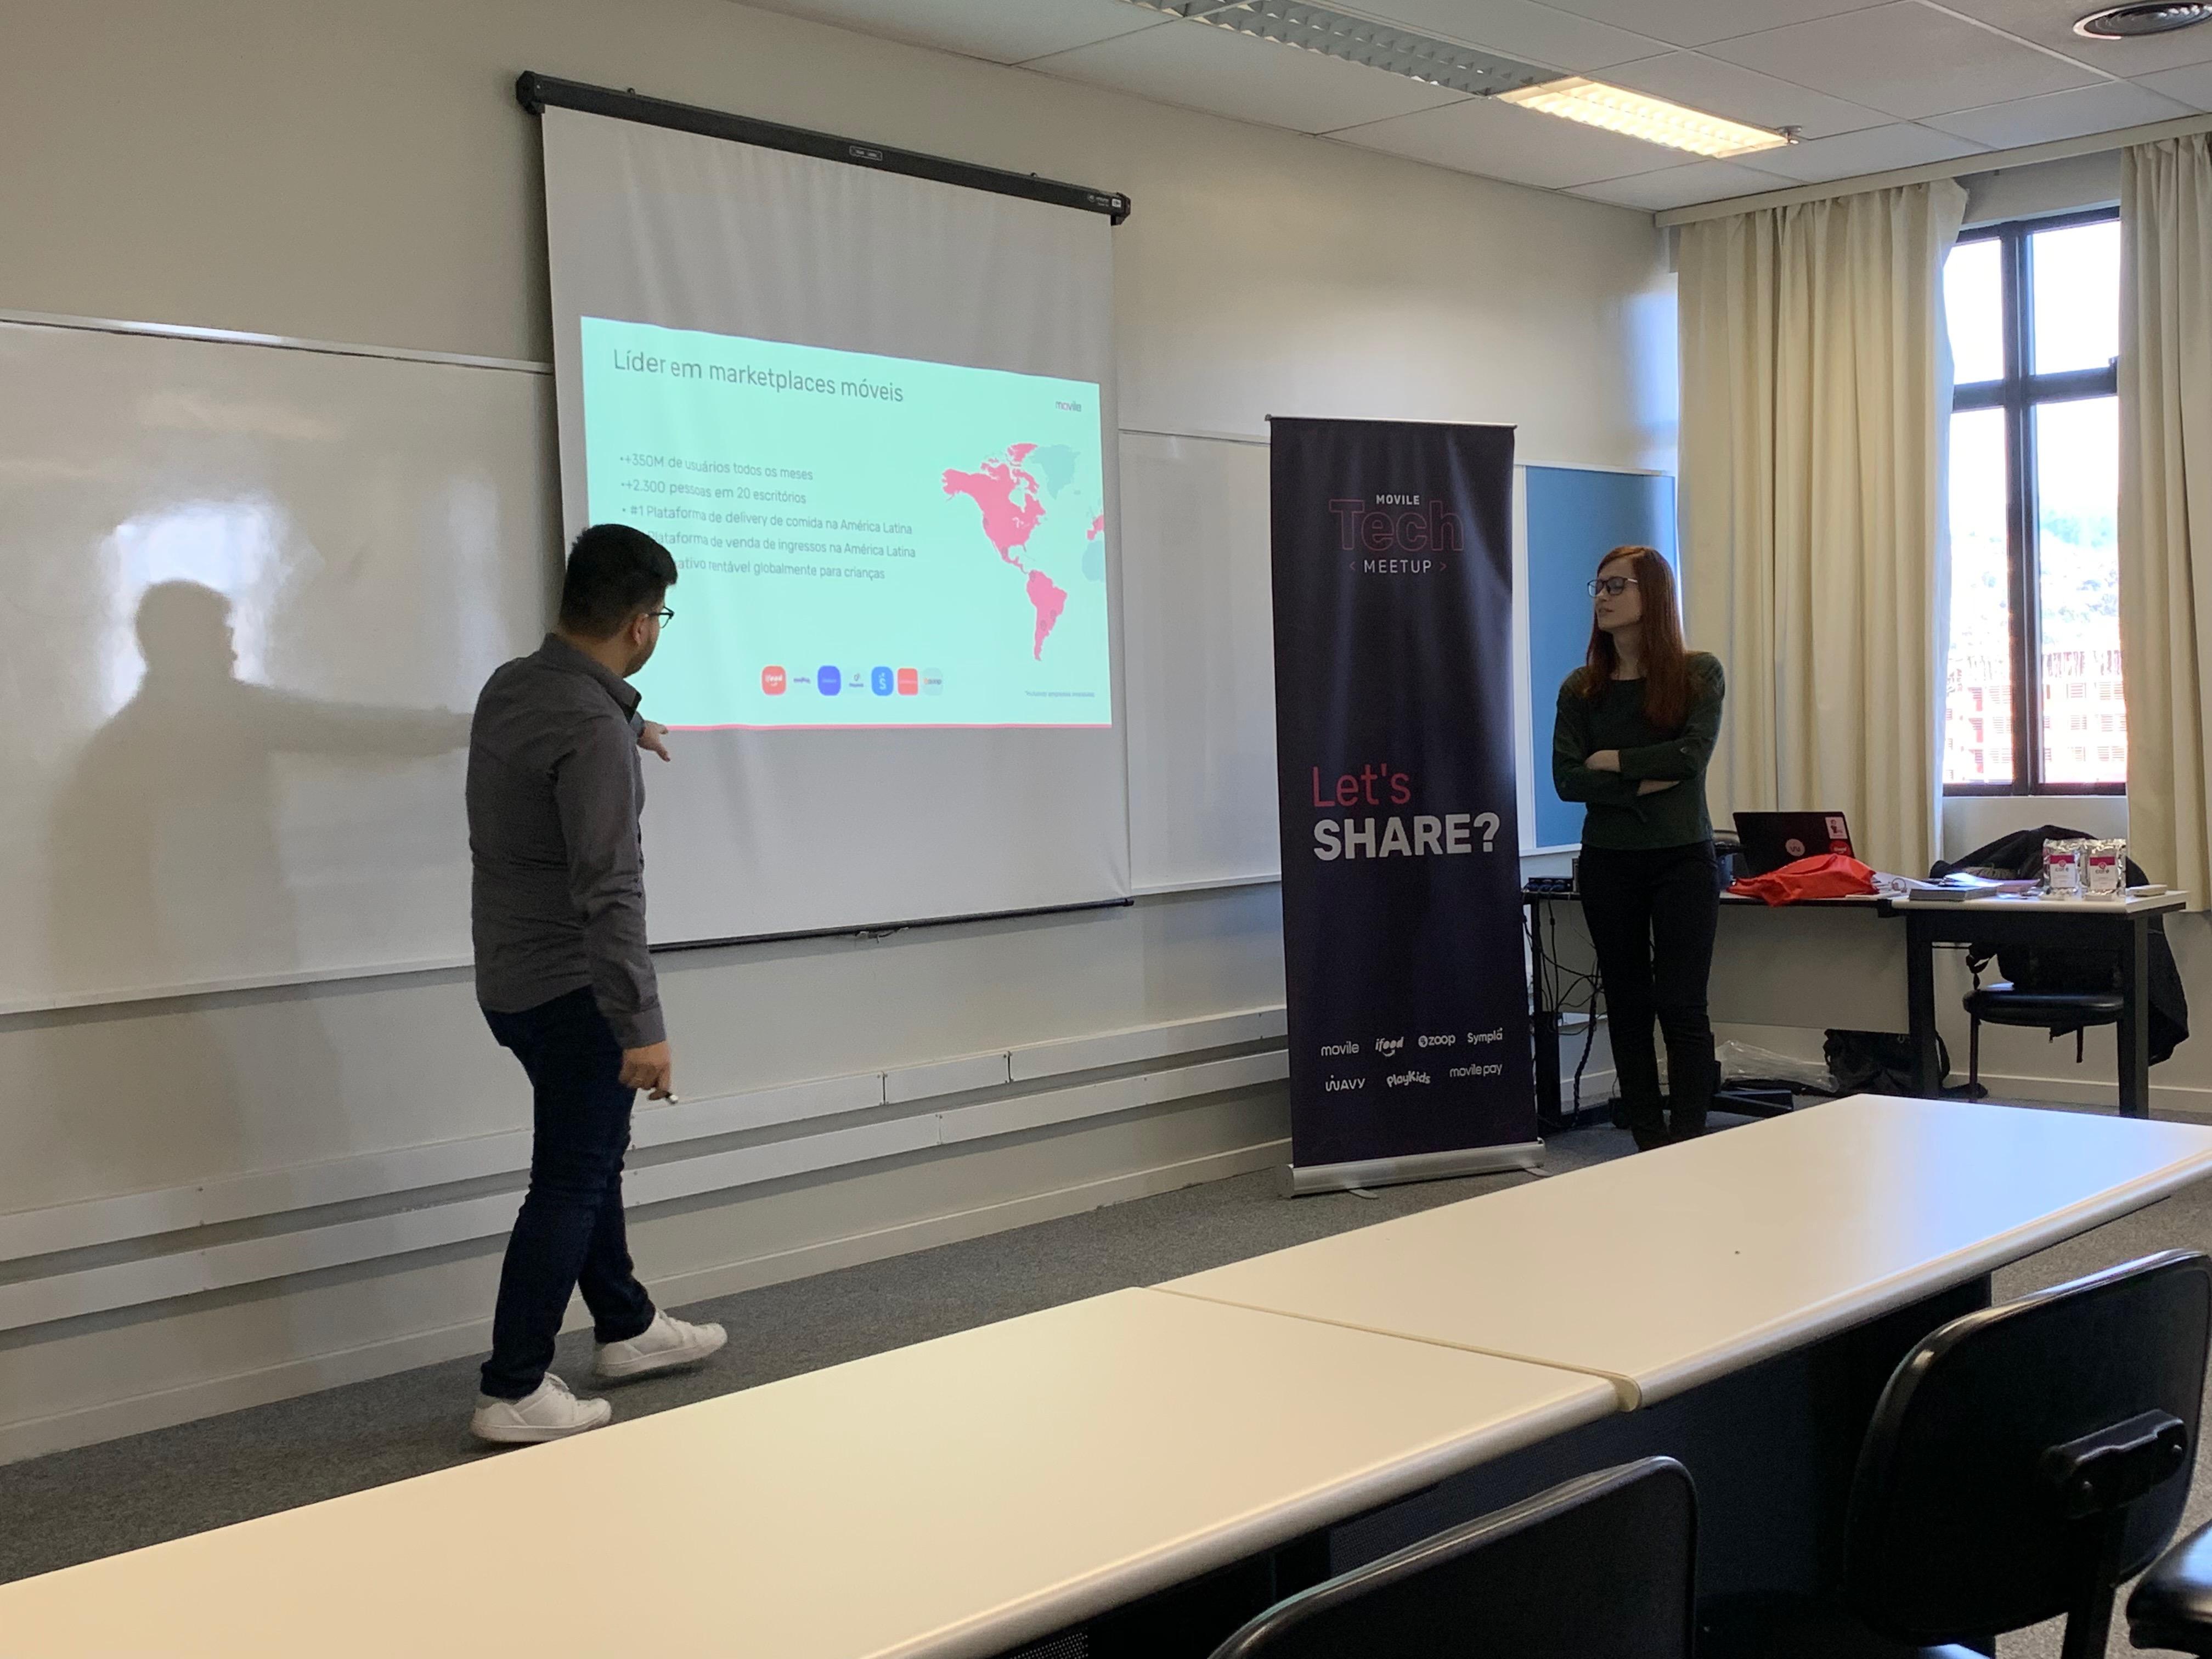 Líder em marketplaces móveis
movile
•+350M de usuários todos os meses
•+2.300 pessoas em 20 escritórios
• #1 Plataforma de delivery de comida na América Latina
Plataforma de venda de ingressos na América Latina
rentável globalmente para crianças
ifood
zoop
MOVILE
Tech
< MEETUP >
Let's
SHARE?
movile ifood zoop Sympla
WAVY PlayKids movile pay